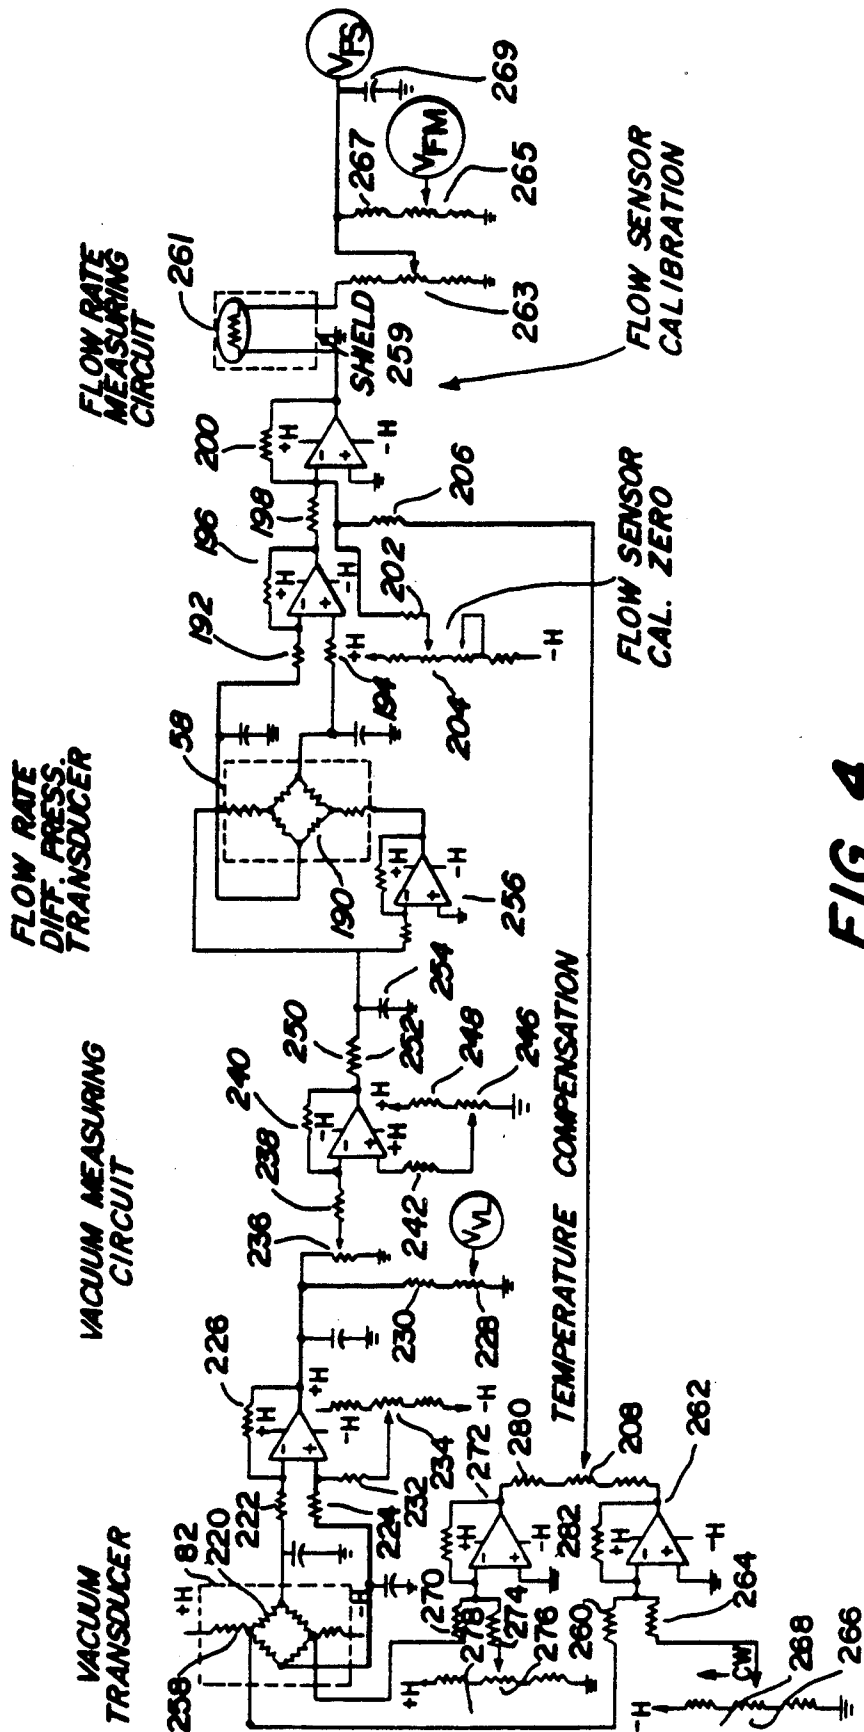 VACUUM
TRANSDUCER
VACUUM MEASURING
CIRCUIT
FLOW RATE
DIFF. PRESS.
TRANSDUCER
FLOW RATE
MEASURING
CIRCUIT
258
+H
82
220
222
224
-H
226
+H
+H
-H
232
234
-H
236
238
240
-H
+H
230
228
VVL
242
+H
248
246
250
252
254
58
190
256
+H
-H
192
194
196
+H
-H
+H
198
200
+H
-H
202
204
-H
206
261
SHIELD
259
263
265
267
VFM
VFS
269
FLOW SENSOR
CAL. ZERO
FLOW SENSOR
CALIBRATION
TEMPERATURE COMPENSATION
270
272
+H
-H
274
276
278
+H
280
208
282
+H
-H
262
260
264
CW
-H
268
266
FIG. 4